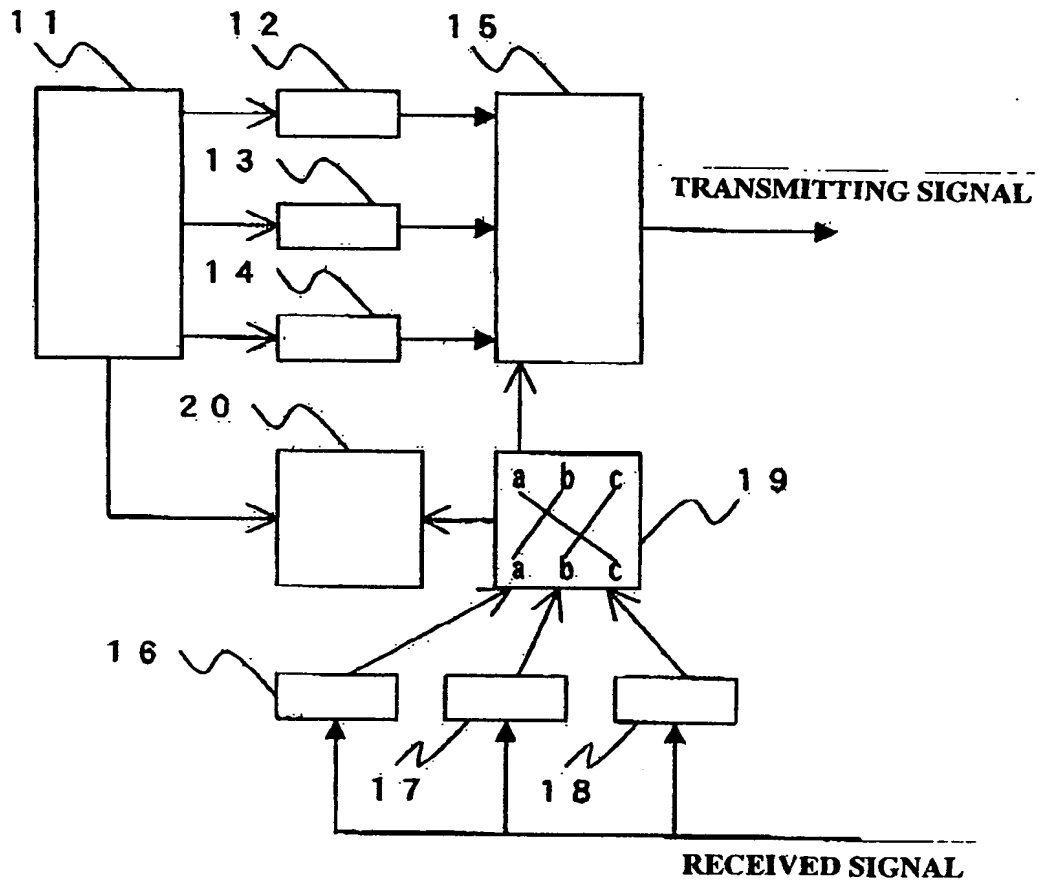 11 12 15
13
TRANSMITTING SIGNAL
14
20
a b c
19
a b c
16
17 18
RECEIVED SIGNAL